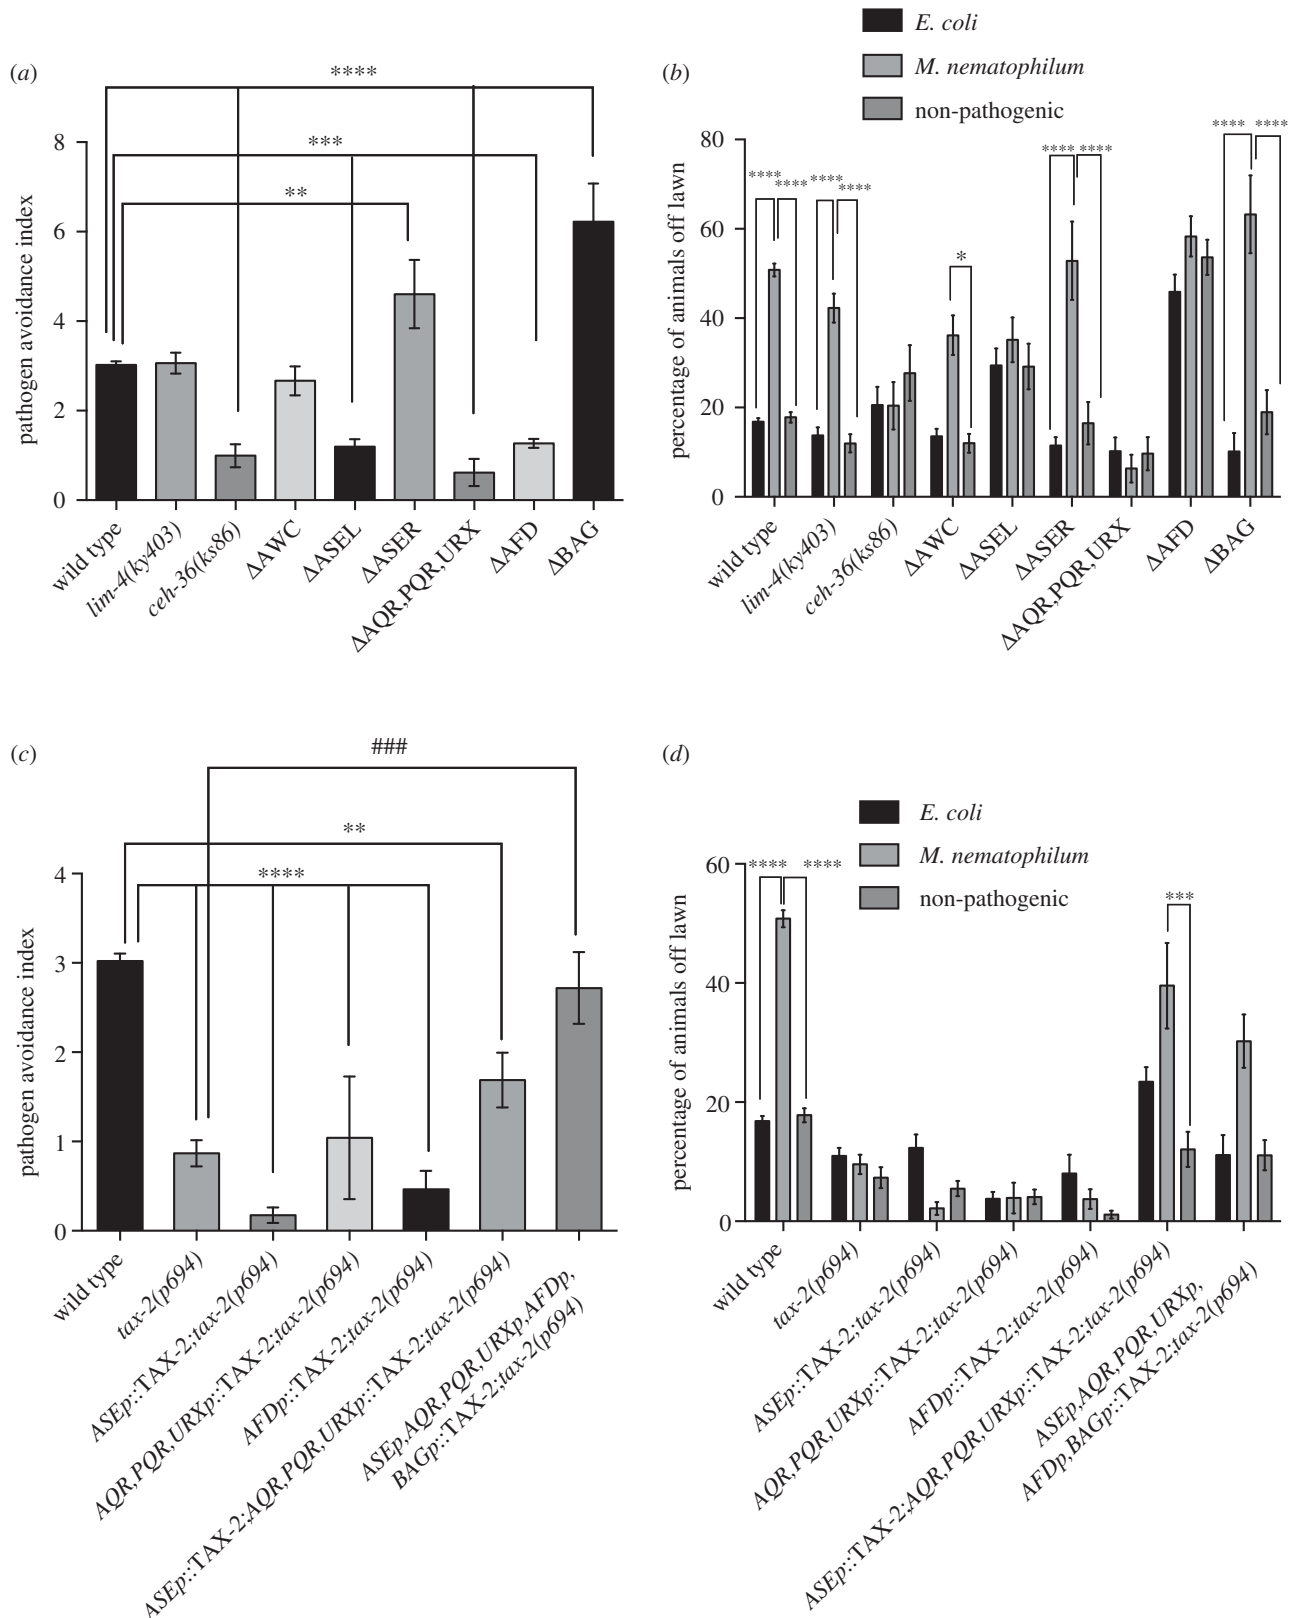 (a)
****
***
**
pathogen avoidance index
8
6
4
2
0
wild type
lim-4(ky403)
ceh-36(ks86)
ΔAWC
ΔASEL
ΔASER
ΔAQR,PQR,URX
ΔAFD
ΔBAG
(b)
E. coli
M. nematophilum
non-pathogenic
percentage of animals off lawn
80
60
40
20
0
****
****
****
****
*
****
****
****
****
wild type
lim-4(ky403)
ceh-36(ks86)
ΔAWC
ΔASEL
ΔASER
ΔAQR,PQR,URX
ΔAFD
ΔBAG
(c)
###
**
****
pathogen avoidance index
4
3
2
1
0
wild type
tax-2(p694)
ASEp::TAX-2;tax-2(p694)
AQR,PQR,URXp::TAX-2;tax-2(p694)
AFDp::TAX-2;tax-2(p694)
ASEp::TAX-2;AQR,PQR,URXp::TAX-2;tax-2(p694)
ASEp,AQR,PQR,URXp,AFDp,
BAGp::TAX-2;tax-2(p694)
(d)
E. coli
M. nematophilum
non-pathogenic
percentage of animals off lawn
60
40
20
0
****
****
***
wild type
tax-2(p694)
ASEp::TAX-2;tax-2(p694)
AQR,PQR,URXp::TAX-2;tax-2(p694)
AFDp::TAX-2;tax-2(p694)
ASEp::TAX-2;AQR,PQR,URXp::TAX-2;tax-2(p694)
ASEp,AQR,PQR,URXp,
AFDp,BAGp::TAX-2;tax-2(p694)